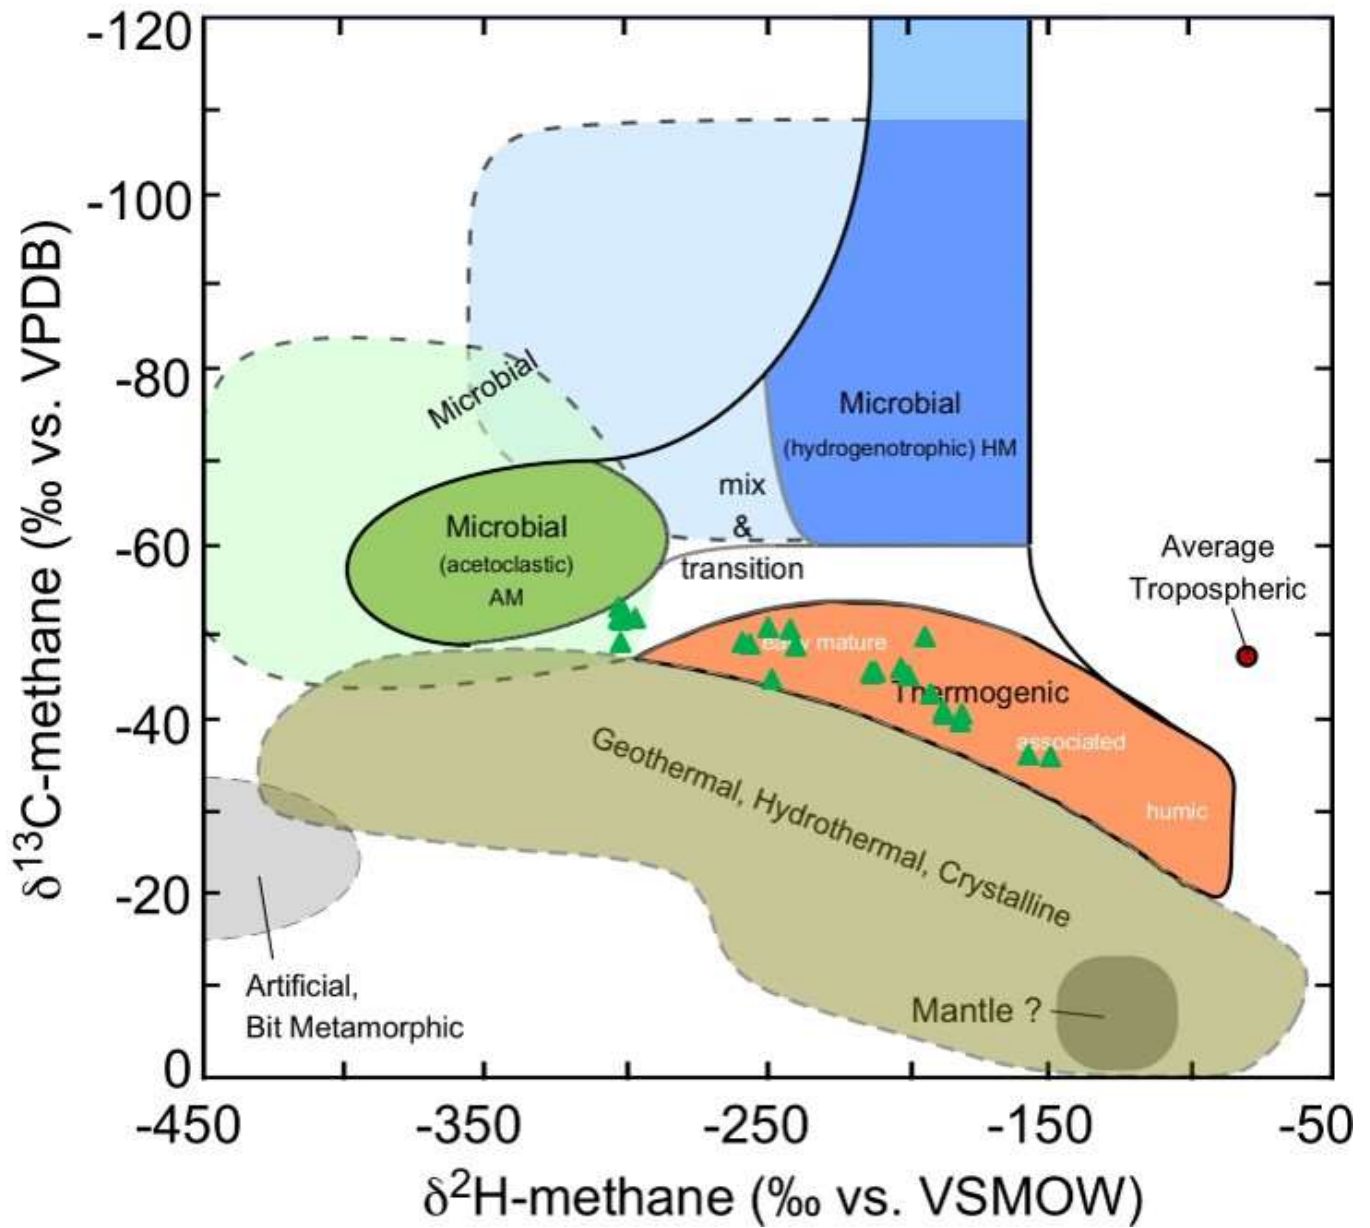 -120
-100
-80
-60
-40
-20
0
δ¹³C-methane (‰ vs. VPDB)
-450
-350
-250
-150
-50
δ²H-methane (‰ vs. VSMOW)
Microbial
Microbial
(hydrogenotrophic) HM
mix
&
transition
Microbial
(acetoclastic)
AM
Average
Tropospheric
early mature
Thermogenic
associated
humic
Geothermal, Hydrothermal, Crystalline
Artificial,
Bit Metamorphic
Mantle ?